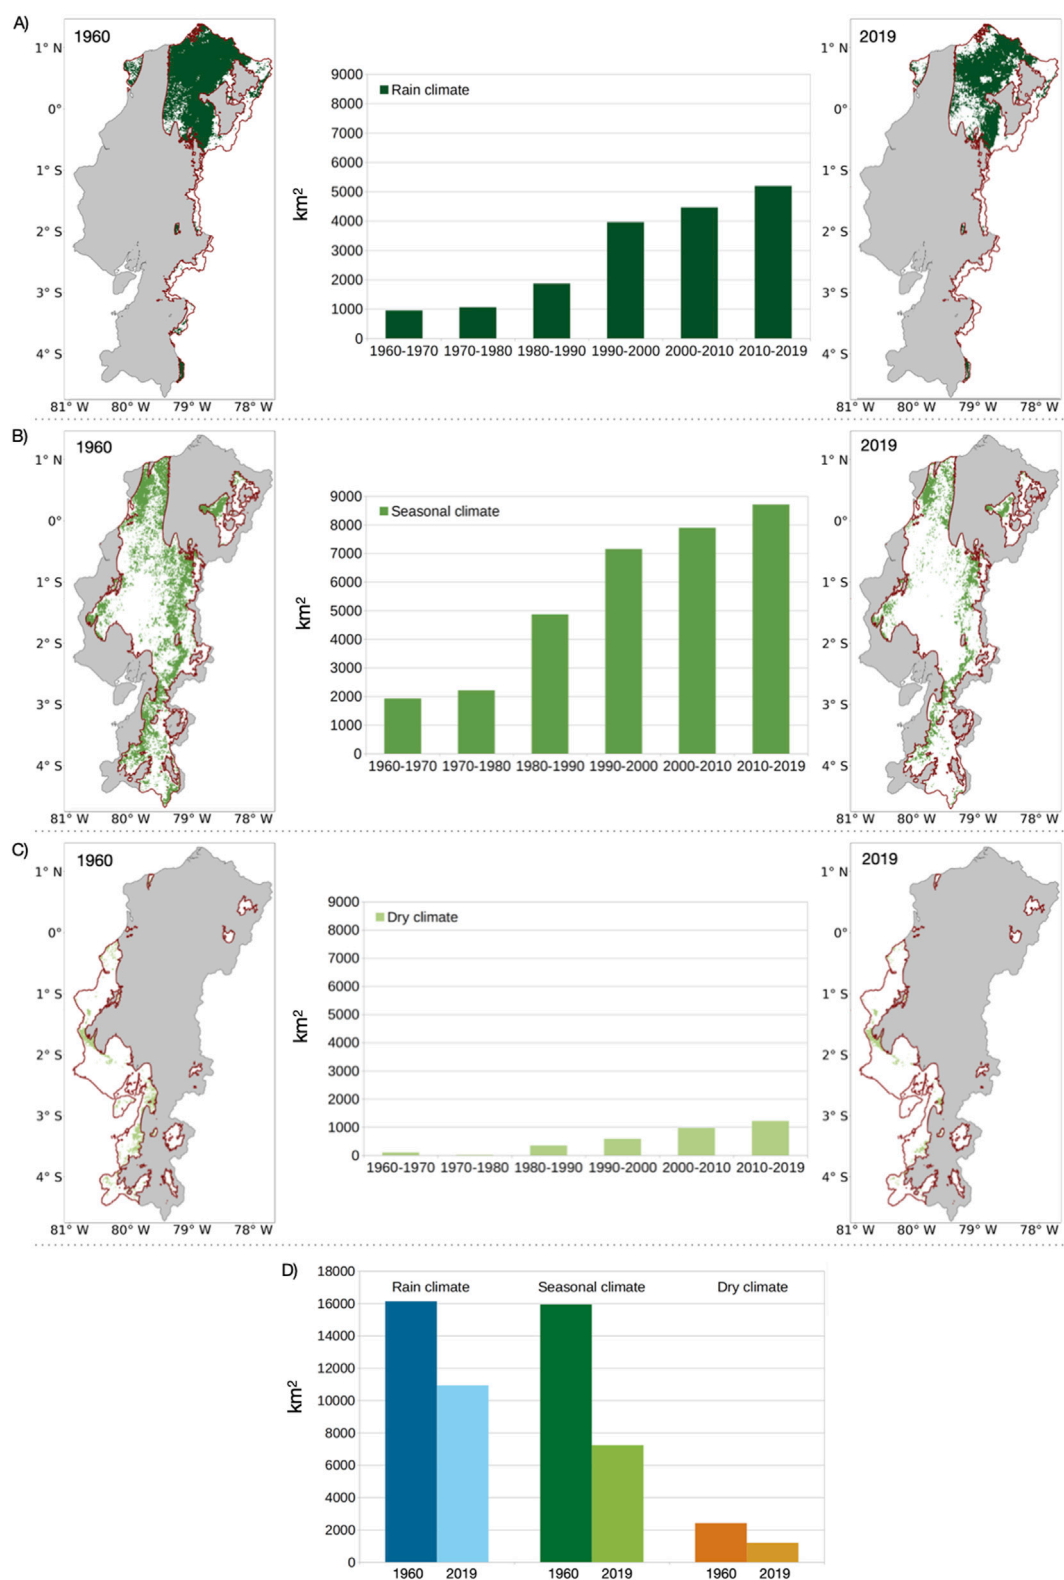 A)
1960
2019
1° N
0°
1° S
2° S
3° S
4° S
81° W 80° W 79° W 78° W
km²
9000
8000
7000
6000
5000
4000
3000
2000
1000
0
Rain climate
1960-1970 1970-1980 1980-1990 1990-2000 2000-2010 2010-2019
1° N
0°
1° S
2° S
3° S
4° S
81° W 80° W 79° W 78° W
B)
1960
2019
1° N
0°
1° S
2° S
3° S
4° S
81° W 80° W 79° W 78° W
km²
9000
8000
7000
6000
5000
4000
3000
2000
1000
0
Seasonal climate
1960-1970 1970-1980 1980-1990 1990-2000 2000-2010 2010-2019
1° N
0°
1° S
2° S
3° S
4° S
81° W 80° W 79° W 78° W
C)
1960
2019
1° N
0°
1° S
2° S
3° S
4° S
81° W 80° W 79° W 78° W
km²
9000
8000
7000
6000
5000
4000
3000
2000
1000
0
Dry climate
1960-1970 1970-1980 1980-1990 1990-2000 2000-2010 2010-2019
1° N
0°
1° S
2° S
3° S
4° S
81° W 80° W 79° W 78° W
D)
km²
18000
16000
14000
12000
10000
8000
6000
4000
2000
0
Rain climate Seasonal climate Dry climate
1960 2019 1960 2019 1960 2019